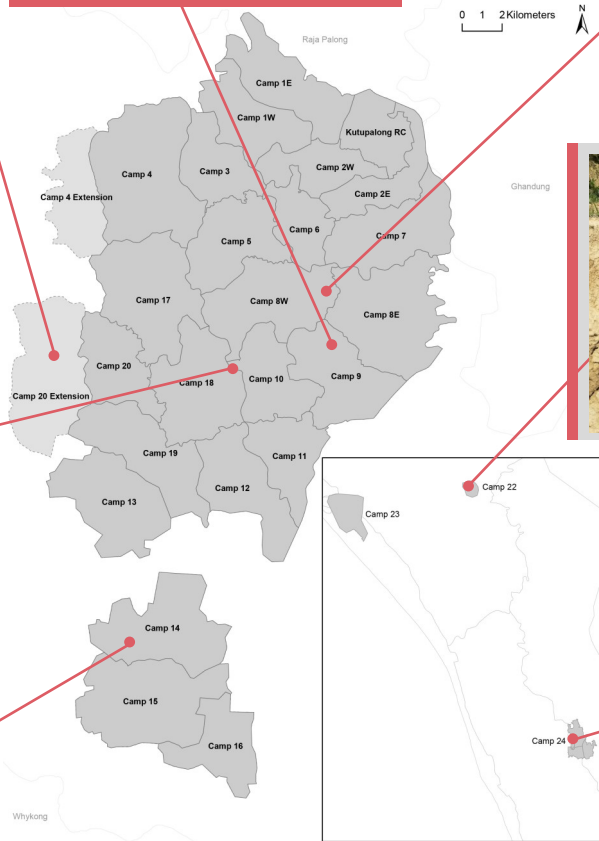 0 1 2 Kilometers
N
Raja Palong
Camp 1E
Camp 1W
Kutupalong RC
Camp 4
Camp 3
Camp 2W
Camp 2E
Ghandung
Camp 4 Extension
Camp 5
Camp 6
Camp 7
Camp 17
Camp 8W
Camp 8E
Camp 20
Camp 18
Camp 10
Camp 9
Camp 20 Extension
Camp 19
Camp 11
Camp 12
Camp 13
Camp 22
Camp 23
Camp 14
Camp 15
Camp 16
Camp 24
Whykong